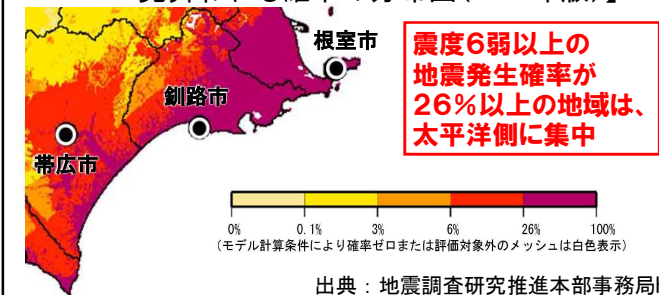 根室市
震度6弱以上の
地震発生確率が
26%以上の地域は、
太平洋側に集中
釧路市
帯広市
0% 0.1% 3% 6% 26% 100%
(モデル計算条件により確率ゼロまたは評価対象外のメッシュは白色表示)
出典:地震調査研究推進本部事務局